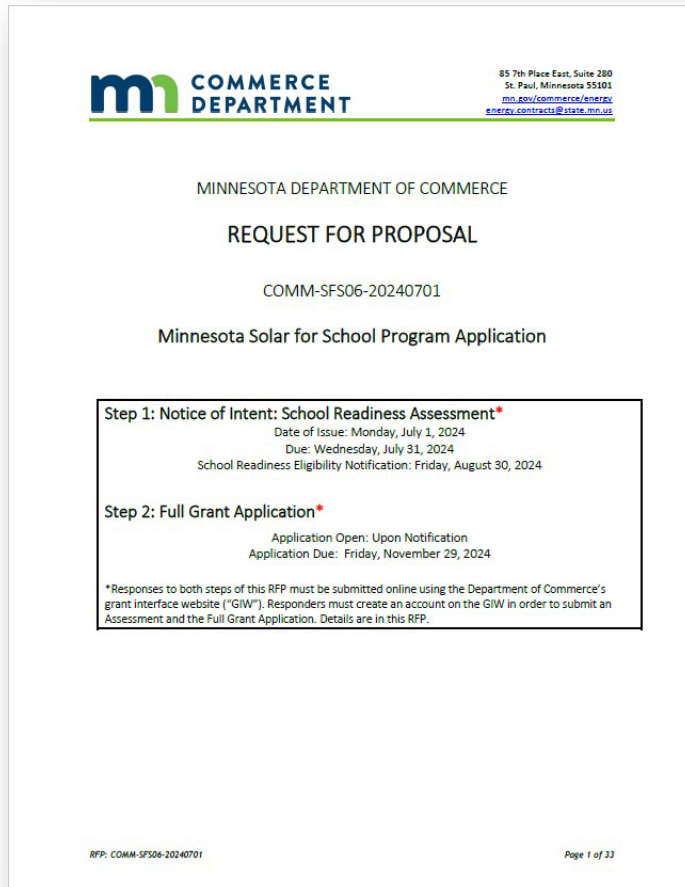 mn COMMERCE
DEPARTMENT
85 7th Place East, Suite 280
St. Paul, Minnesota 55101
mn.gov/commerce/energy
energy.contracts@state.mn.us
MINNESOTA DEPARTMENT OF COMMERCE
REQUEST FOR PROPOSAL
COMM-SFS06-20240701
Minnesota Solar for School Program Application
Step 1: Notice of Intent: School Readiness Assessment*
Date of Issue: Monday, July 1, 2024
Due: Wednesday, July 31, 2024
School Readiness Eligibility Notification: Friday, August 30, 2024
Step 2: Full Grant Application*
Application Open: Upon Notification
Application Due: Friday, November 29, 2024
*Responses to both steps of this RFP must be submitted online using the Department of Commerce's
grant interface website ("GIW"). Responders must create an account on the GIW in order to submit an
Assessment and the Full Grant Application. Details are in this RFP.
RFP: COMM-SFS06-20240701
Page 1 of 33